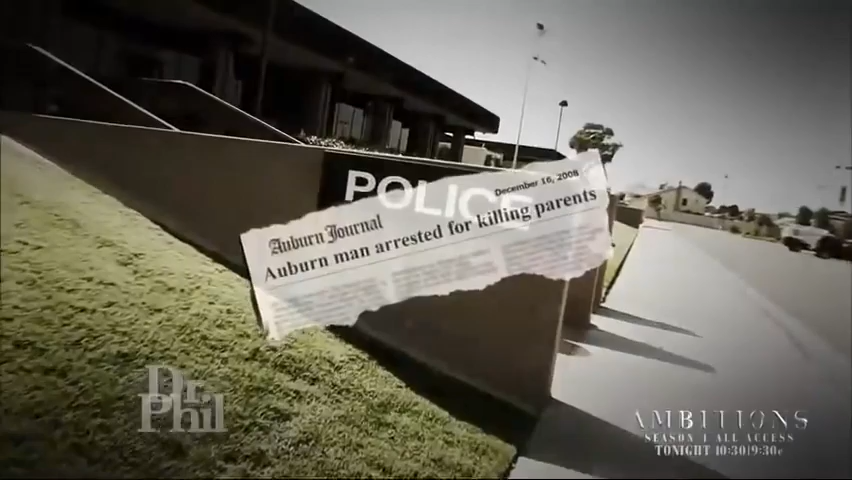 POLICE
December 16, 2008
Auburn Journal
Auburn man arrested for killing parents
Dr.
Phil
AMBITIONS
SEASON 1 ALL ACCESS
TONIGHT 10:30|9:30c